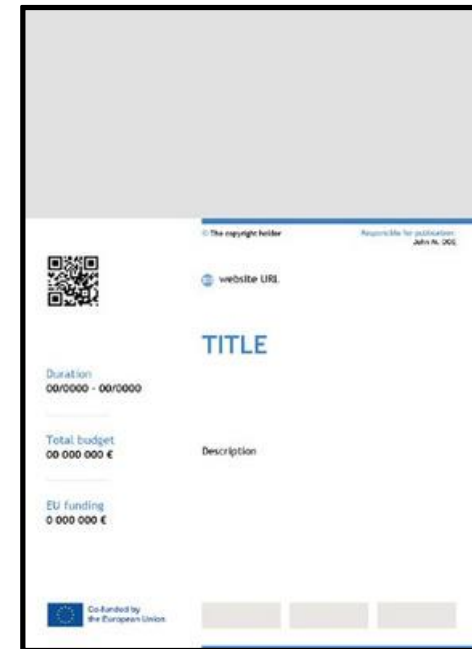 © The copyright holder
Responsible for publication:
John M. DOE
website URL
TITLE
Duration
00/0000 - 00/0000
Total budget
00 000 000 €
Description
EU funding
0 000 000 €
Co-funded by
the European Union